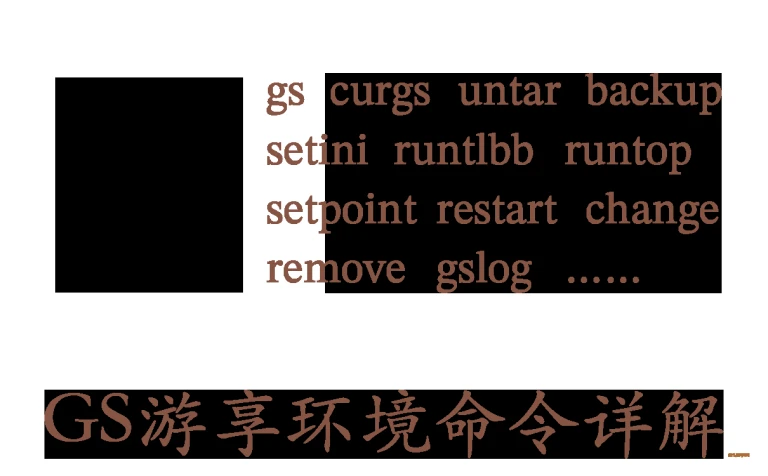 gs curgs untar backup
setini runtlbb runtop
setpoint restart change
remove gslog ......
GS游享环境命令详解